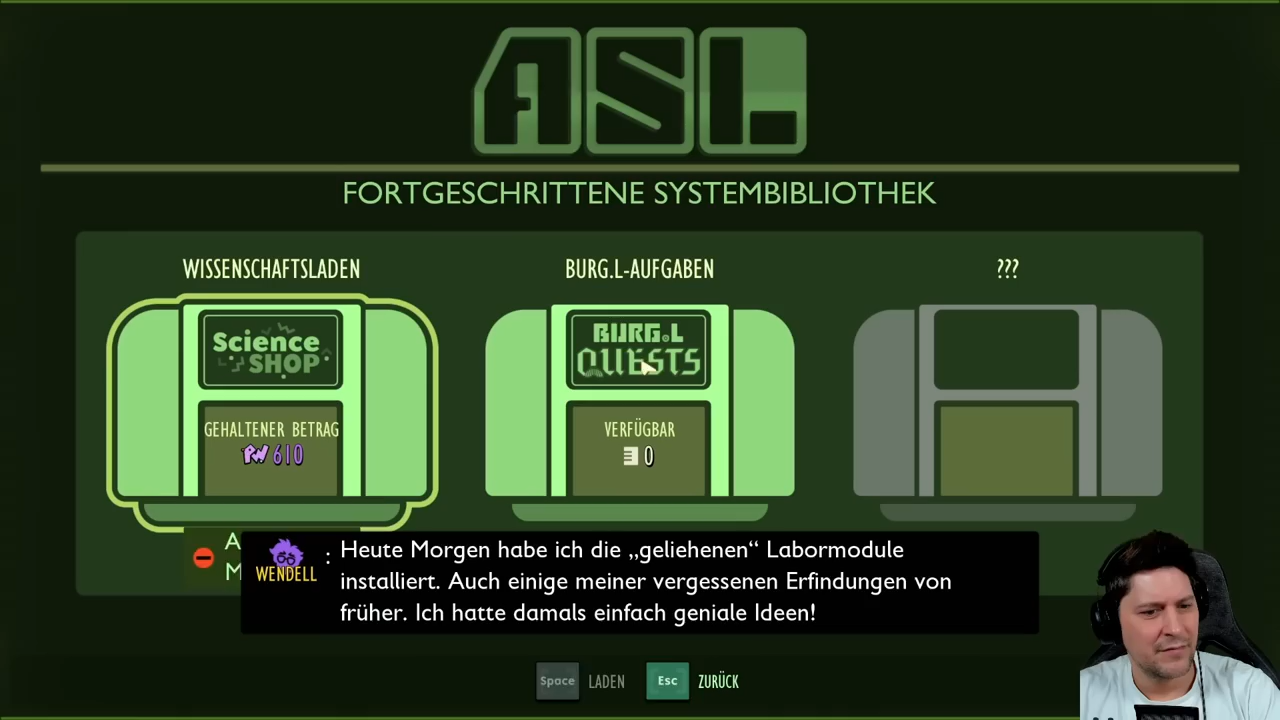 ASL
FORTGESCHRITTENE SYSTEMBIBLIOTHEK
WISSENSCHAFTSLADEN
BURG.L-AUFGABEN
???
Science
SHOP
BURG.L
QUESTS
GEHALTENER BETRAG
RW 610
VERFÜGBAR
0
A
M
WENDELL
: Heute Morgen habe ich die „geliehenen“ Labormodule
installiert. Auch einige meiner vergessenen Erfindungen von
früher. Ich hatte damals einfach geniale Ideen!
Space LADEN Esc ZURÜCK